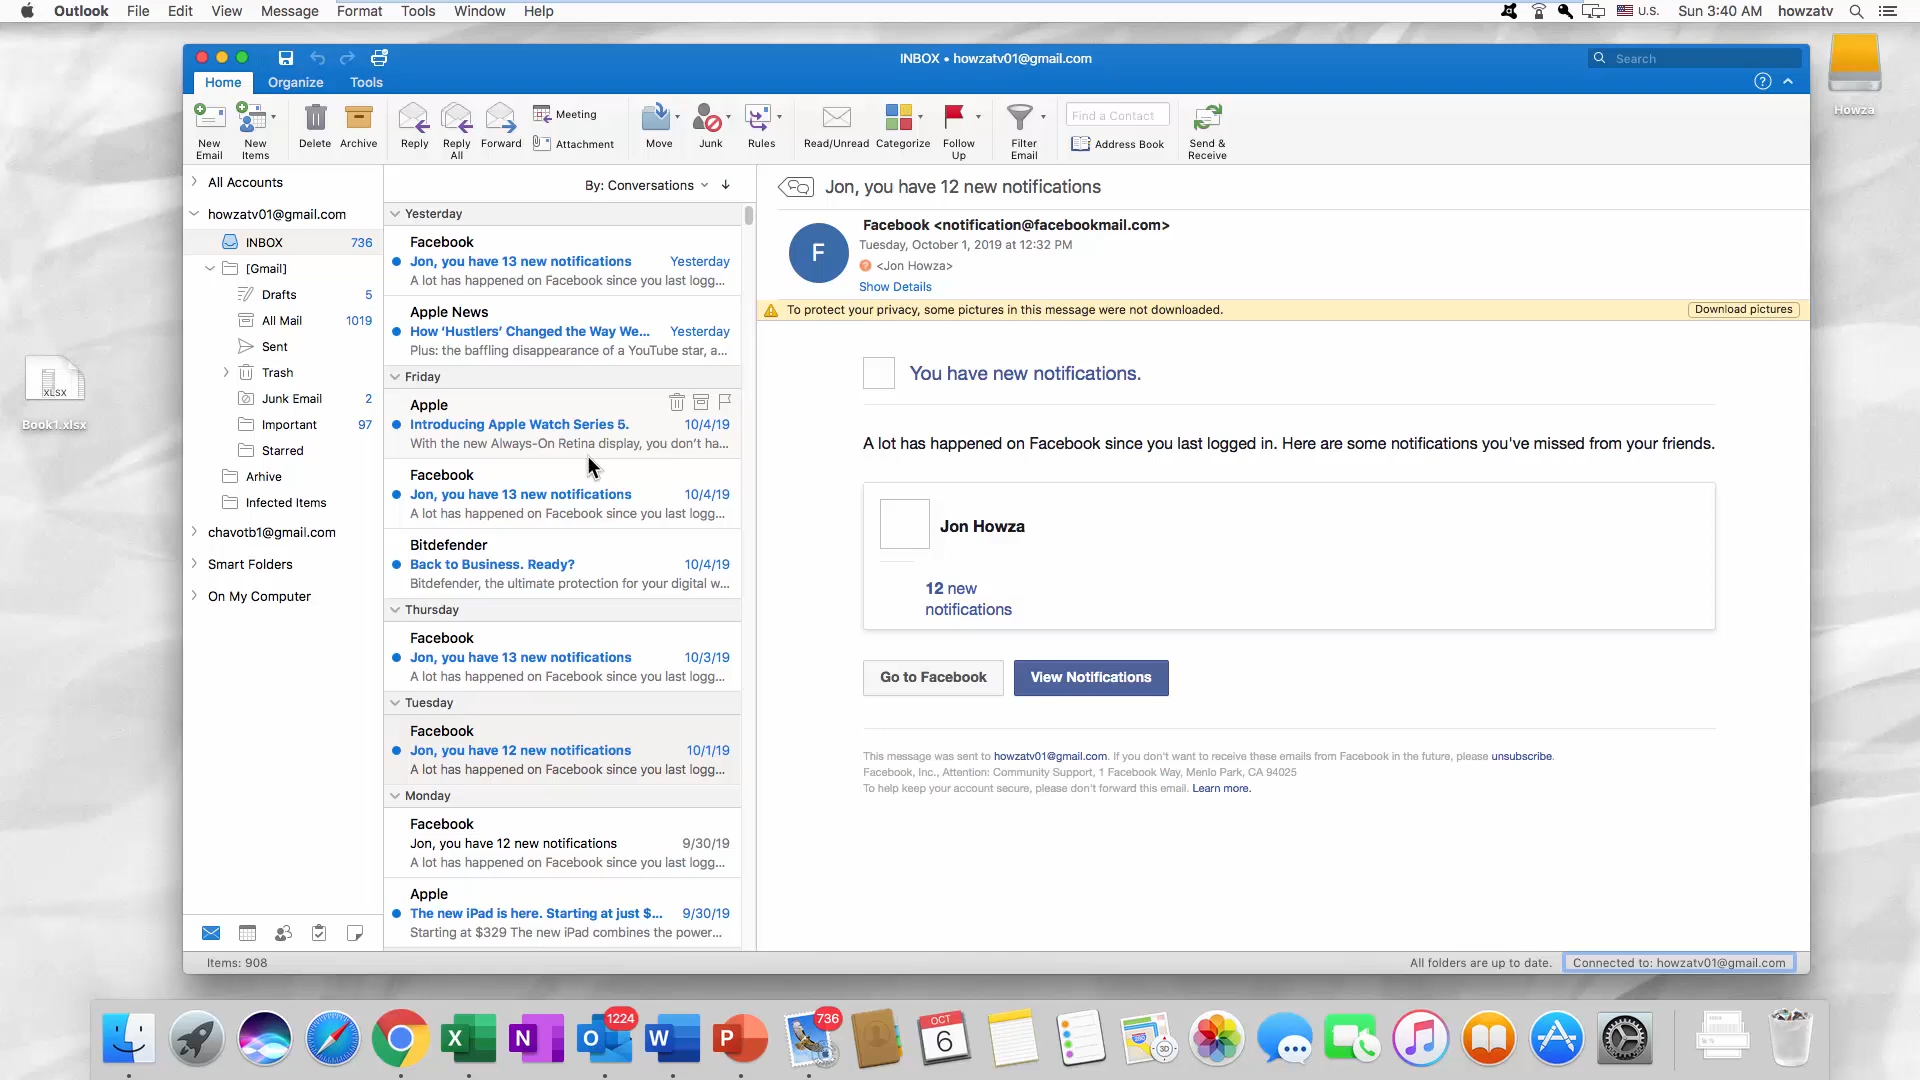 Outlook File Edit View Message Format Tools Window Help U.S. Sun 3:40 AM howzatv
INBOX • howzatv01@gmail.com Search
Home Organize Tools
New Email
New Items
Delete
Archive
Reply
Reply All
Forward
Meeting
Attachment
Move
Junk
Rules
Read/Unread
Categorize
Follow Up
Filter Email
Find a Contact
Address Book
Send & Receive
Howza
XLSX
Book1.xlsx
All Accounts
howzatv01@gmail.com
INBOX 736
[Gmail]
Drafts 5
All Mail 1019
Sent
Trash
Junk Email 2
Important 97
Starred
Arhive
Infected Items
chavotb1@gmail.com
Smart Folders
On My Computer
By: Conversations
Yesterday
Facebook
Jon, you have 13 new notifications Yesterday
A lot has happened on Facebook since you last logg...
Apple News
How ‘Hustlers’ Changed the Way We... Yesterday
Plus: the baffling disappearance of a YouTube star, a...
Friday
Apple
Introducing Apple Watch Series 5. 10/4/19
With the new Always-On Retina display, you don’t ha...
Facebook
Jon, you have 13 new notifications 10/4/19
A lot has happened on Facebook since you last logg...
Bitdefender
Back to Business. Ready? 10/4/19
Bitdefender, the ultimate protection for your digital w...
Thursday
Facebook
Jon, you have 13 new notifications 10/3/19
A lot has happened on Facebook since you last logg...
Tuesday
Facebook
Jon, you have 12 new notifications 10/1/19
A lot has happened on Facebook since you last logg...
Monday
Facebook
Jon, you have 12 new notifications 9/30/19
A lot has happened on Facebook since you last logg...
Apple
The new iPad is here. Starting at just $... 9/30/19
Starting at $329 The new iPad combines the power...
Jon, you have 12 new notifications
F
Facebook <notification@facebookmail.com>
Tuesday, October 1, 2019 at 12:32 PM
<Jon Howza>
Show Details
To protect your privacy, some pictures in this message were not downloaded. Download pictures
You have new notifications.
A lot has happened on Facebook since you last logged in. Here are some notifications you've missed from your friends.
Jon Howza
12 new
notifications
Go to Facebook View Notifications
This message was sent to howzatv01@gmail.com. If you don't want to receive these emails from Facebook in the future, please unsubscribe.
Facebook, Inc., Attention: Community Support, 1 Facebook Way, Menlo Park, CA 94025
To help keep your account secure, please don't forward this email. Learn more.
Items: 908 All folders are up to date. Connected to: howzatv01@gmail.com
X N O 1224 W P 736 OCT 6 280 3D